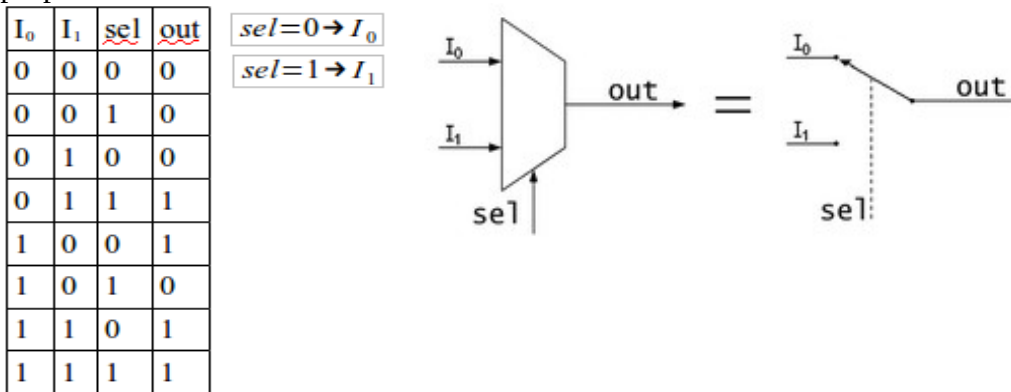 I₀ I₁ sel out
0 0 0 0
0 0 1 0
0 1 0 0
0 1 1 1
1 0 0 1
1 0 1 0
1 1 0 1
1 1 1 1
sel=0→I₀
sel=1→I₁
I₀
I₁
out
sel
=
I₀
I₁
out
sel